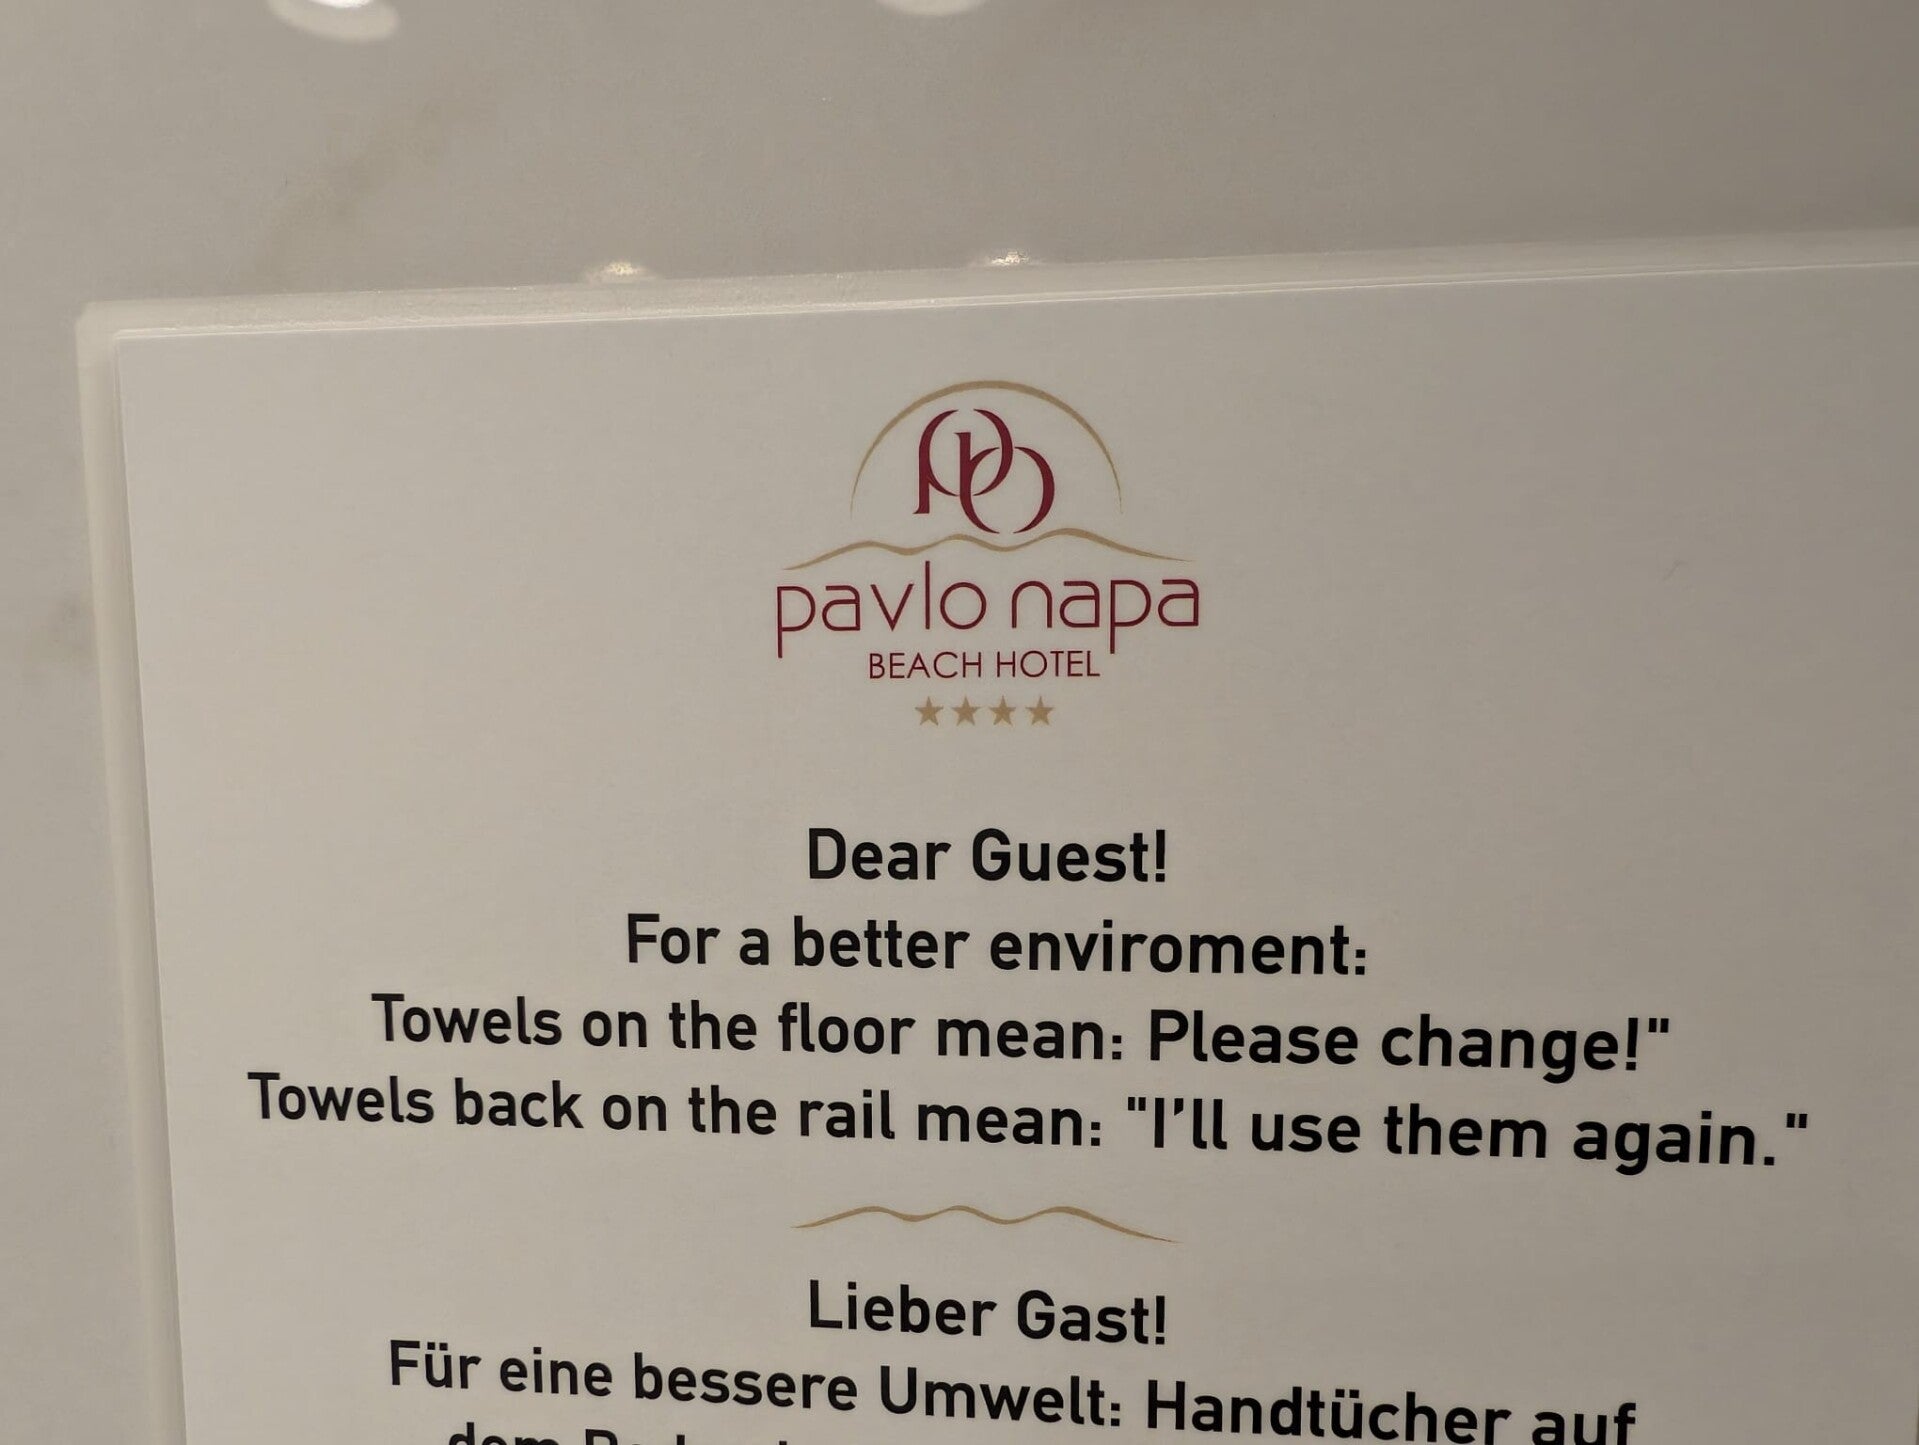 pavlo napa
BEACH HOTEL
Dear Guest!
For a better enviroment:
Towels on the floor mean: Please change!"
Towels back on the rail mean: "I'll use them again."
Lieber Gast!
Für eine bessere Umwelt: Handtücher auf
dem